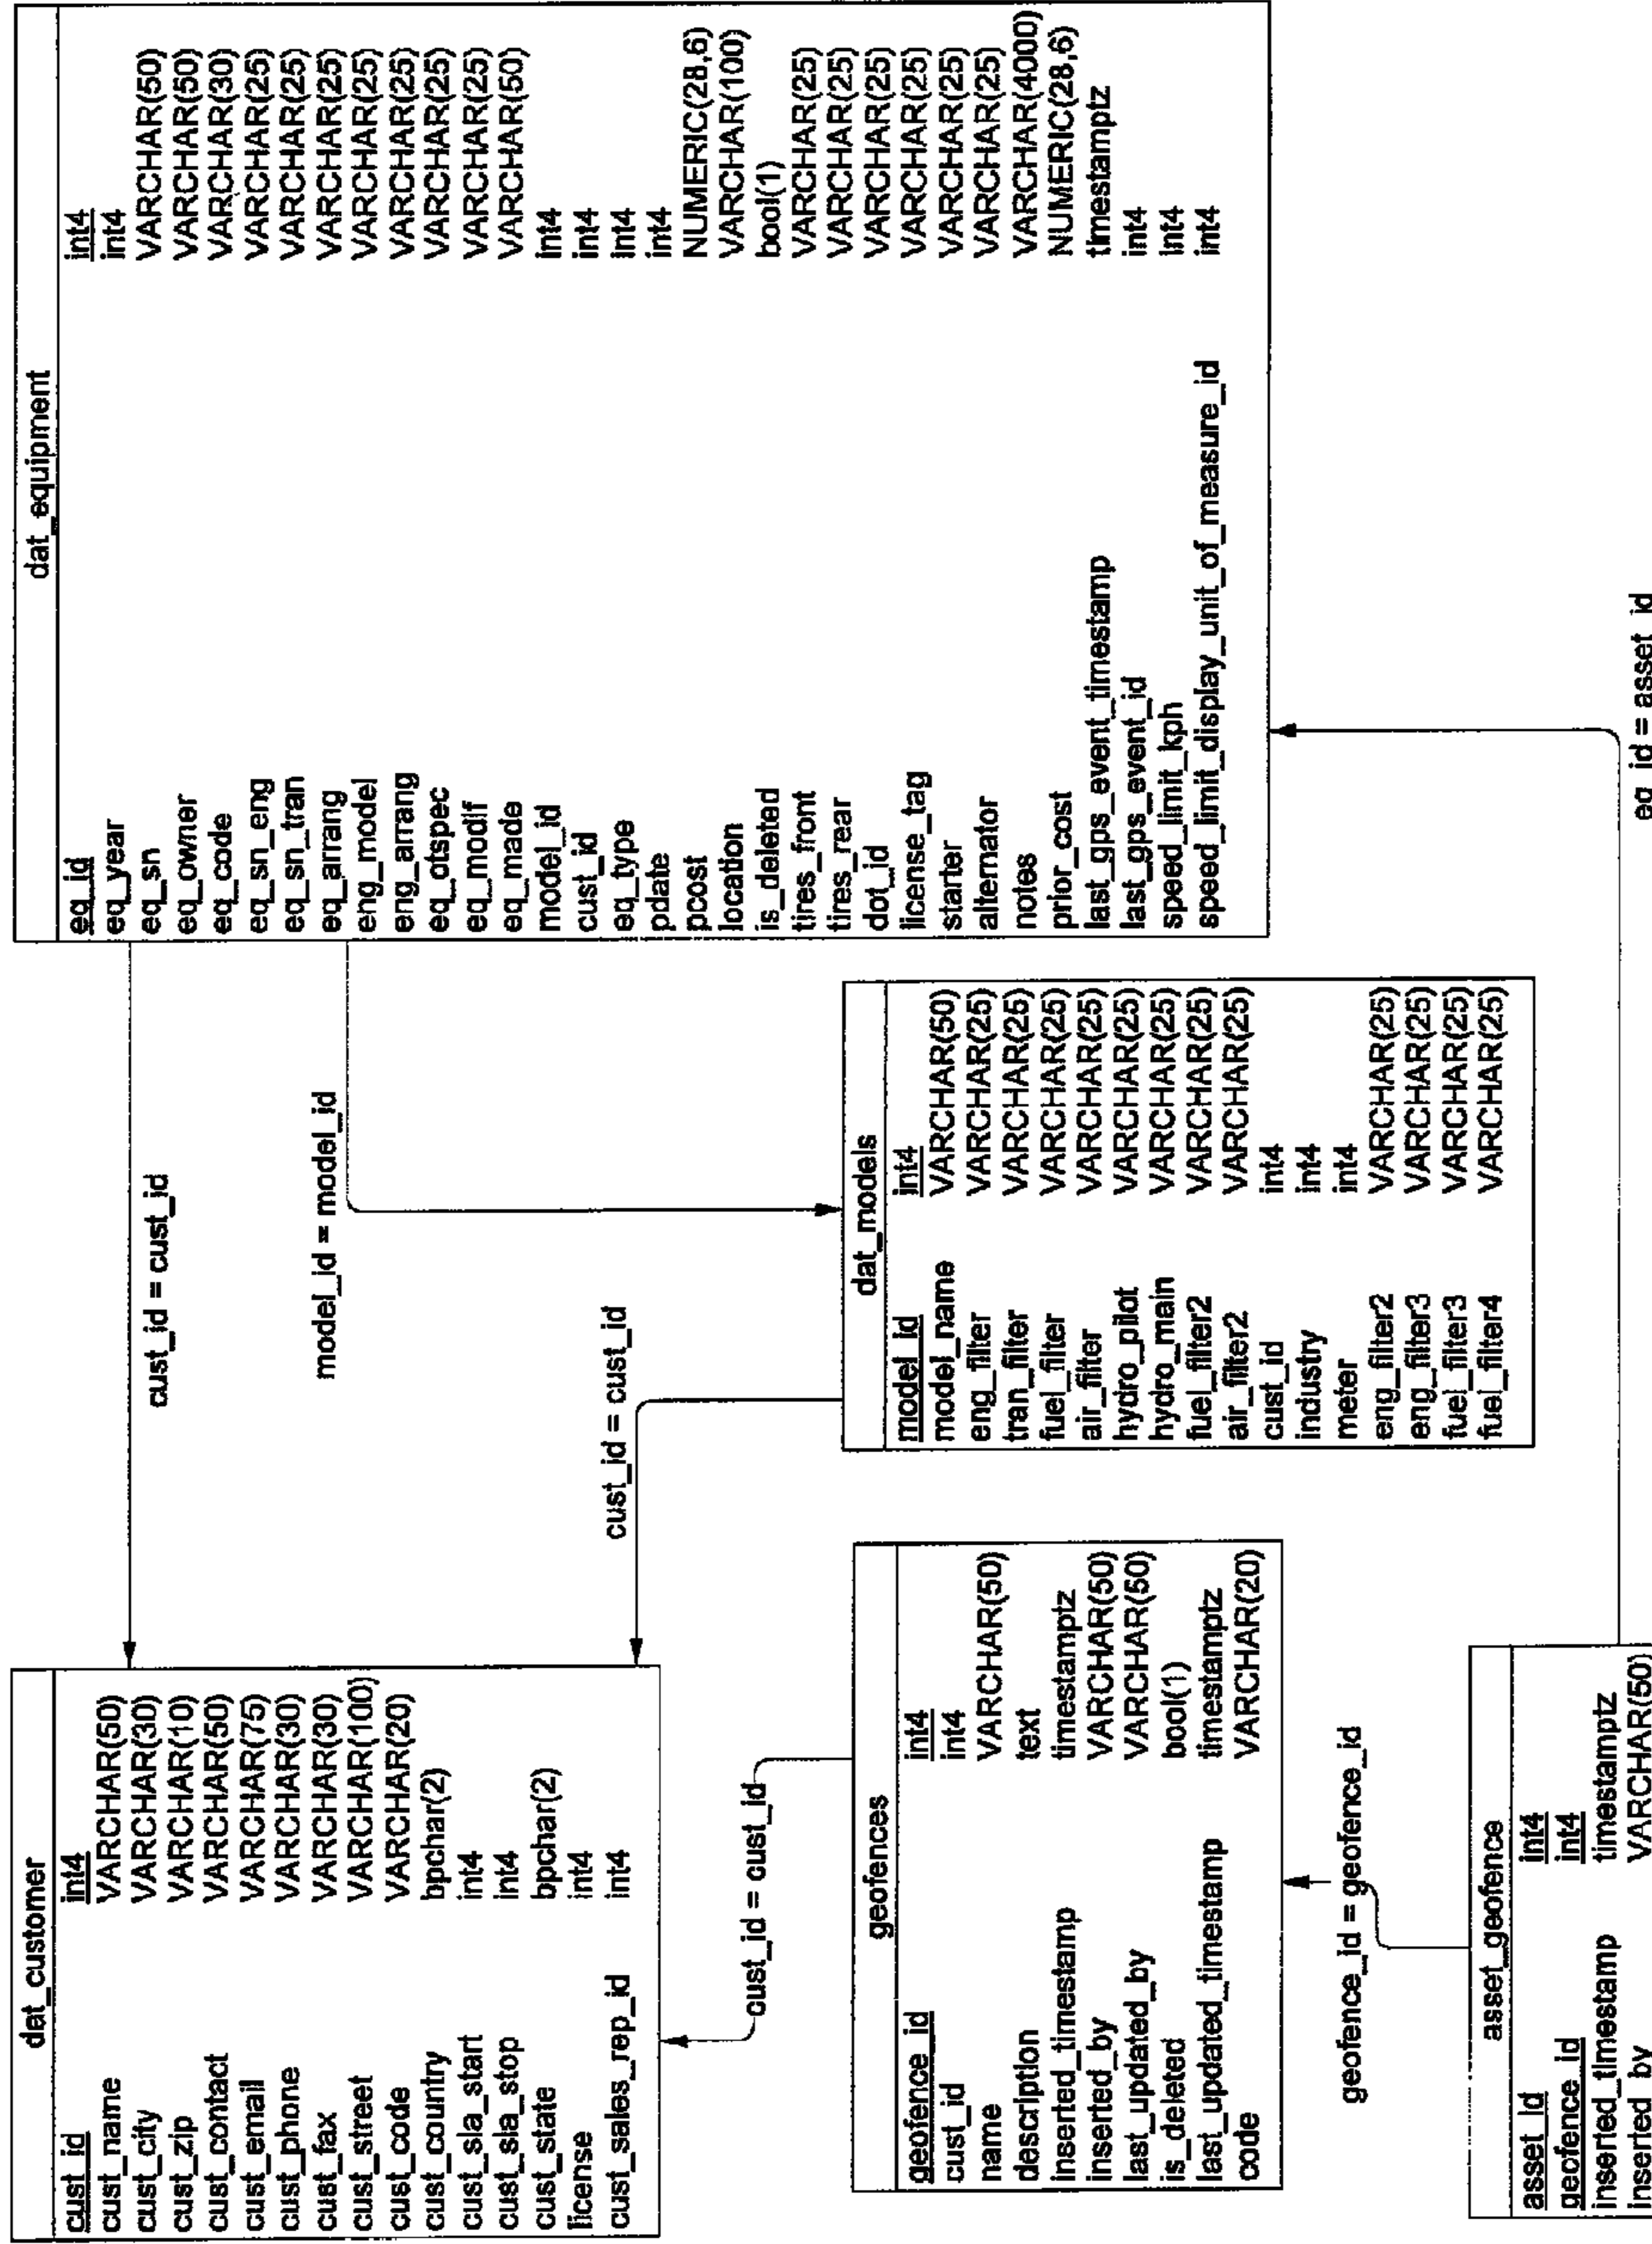 dat_customer
cust_id int4
cust_name VARCHAR(50)
cust_city VARCHAR(30)
cust_zip VARCHAR(10)
cust_contact VARCHAR(50)
cust_email VARCHAR(75)
cust_phone VARCHAR(30)
cust_fax VARCHAR(30)
cust_street VARCHAR(100)
cust_code VARCHAR(20)
cust_country bpchar(2)
cust_sla_start int4
cust_sla_stop int4
cust_state bpchar(2)
license int4
cust_sales_rep_id int4
cust_id = cust_id
model_id = model_id
cust_id = cust_id
cust_id = cust_id
dat_equipment
eq_id int4
eq_year int4
eq_sn VARCHAR(50)
eq_owner VARCHAR(50)
eq_code VARCHAR(30)
eq_sn_eng VARCHAR(25)
eq_sn_tran VARCHAR(25)
eq_arrang VARCHAR(25)
eng_model VARCHAR(25)
eng_arrang VARCHAR(25)
eq_otspec VARCHAR(25)
eq_modif VARCHAR(25)
eq_made VARCHAR(50)
model_id int4
cust_id int4
eq_type int4
pdate int4
pcost NUMERIC(28,6)
location VARCHAR(100)
is_deleted bool(1)
tires_front VARCHAR(25)
tires_rear VARCHAR(25)
dot_id VARCHAR(25)
license_tag VARCHAR(25)
starter VARCHAR(25)
alternator VARCHAR(25)
notes VARCHAR(4000)
prior_cost NUMERIC(28,6)
last_gps_event_timestamp timestamptz
last_gps_event_id int4
speed_limit_kph int4
speed_limit_display_unit_of_measure_id int4
geofences
geofence_id int4
cust_id int4
name VARCHAR(50)
description text
inserted_timestamp timestamptz
inserted_by VARCHAR(50)
last_updated_by VARCHAR(50)
is_deleted bool(1)
last_updated_timestamp timestamptz
code VARCHAR(20)
dat_models
model_id int4
model_name VARCHAR(50)
eng_filter VARCHAR(25)
tran_filter VARCHAR(25)
fuel_filter VARCHAR(25)
air_filter VARCHAR(25)
hydro_pilot VARCHAR(25)
hydro_main VARCHAR(25)
fuel_filter2 VARCHAR(25)
air_filter2 VARCHAR(25)
cust_id int4
industry int4
meter int4
eng_filter2 VARCHAR(25)
eng_filter3 VARCHAR(25)
fuel_filter3 VARCHAR(25)
fuel_filter4 VARCHAR(25)
geofence_id = geofence_id
asset_geofence
asset_id int4
geofence_id int4
inserted_timestamp timestamptz
inserted_by VARCHAR(50)
eq_id = asset_id